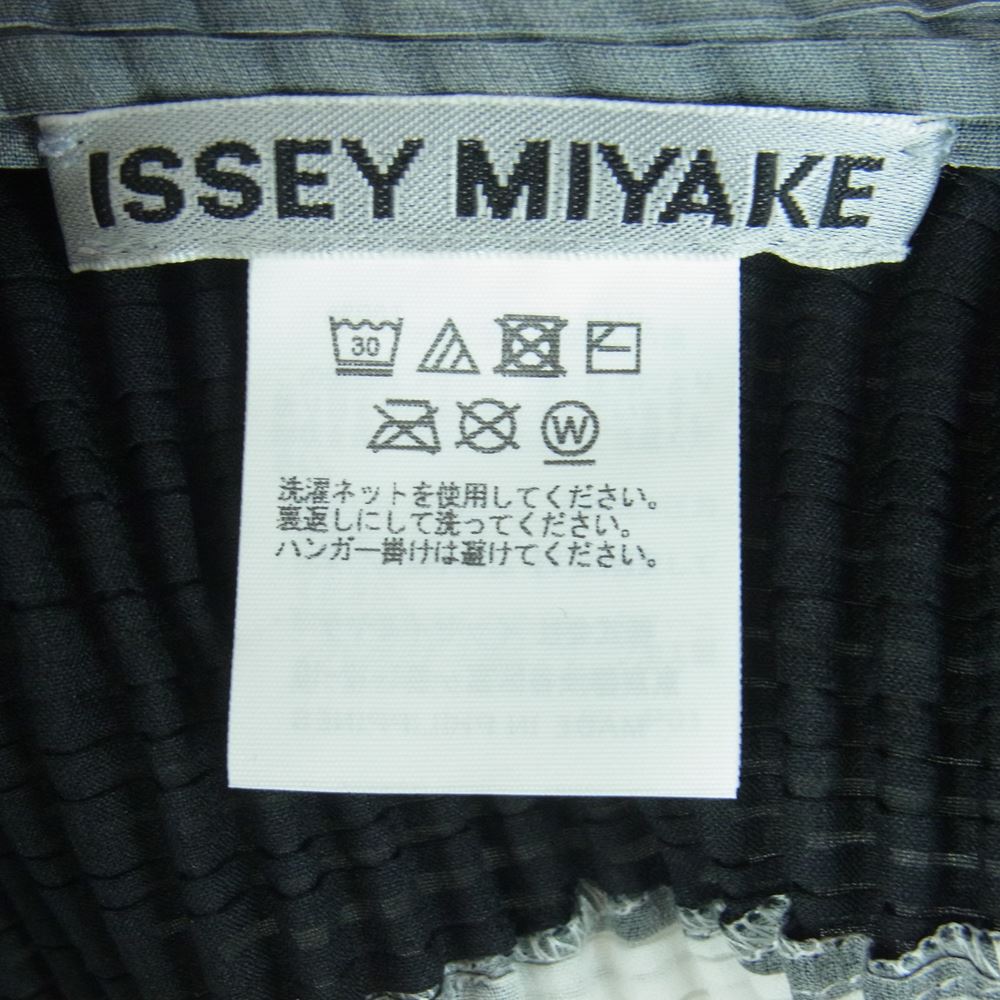 ISSEY MIYAKE
30
W
洗濯ネットを使用してください。
裏返しにして洗ってください。
ハンガー掛けは避けてください。